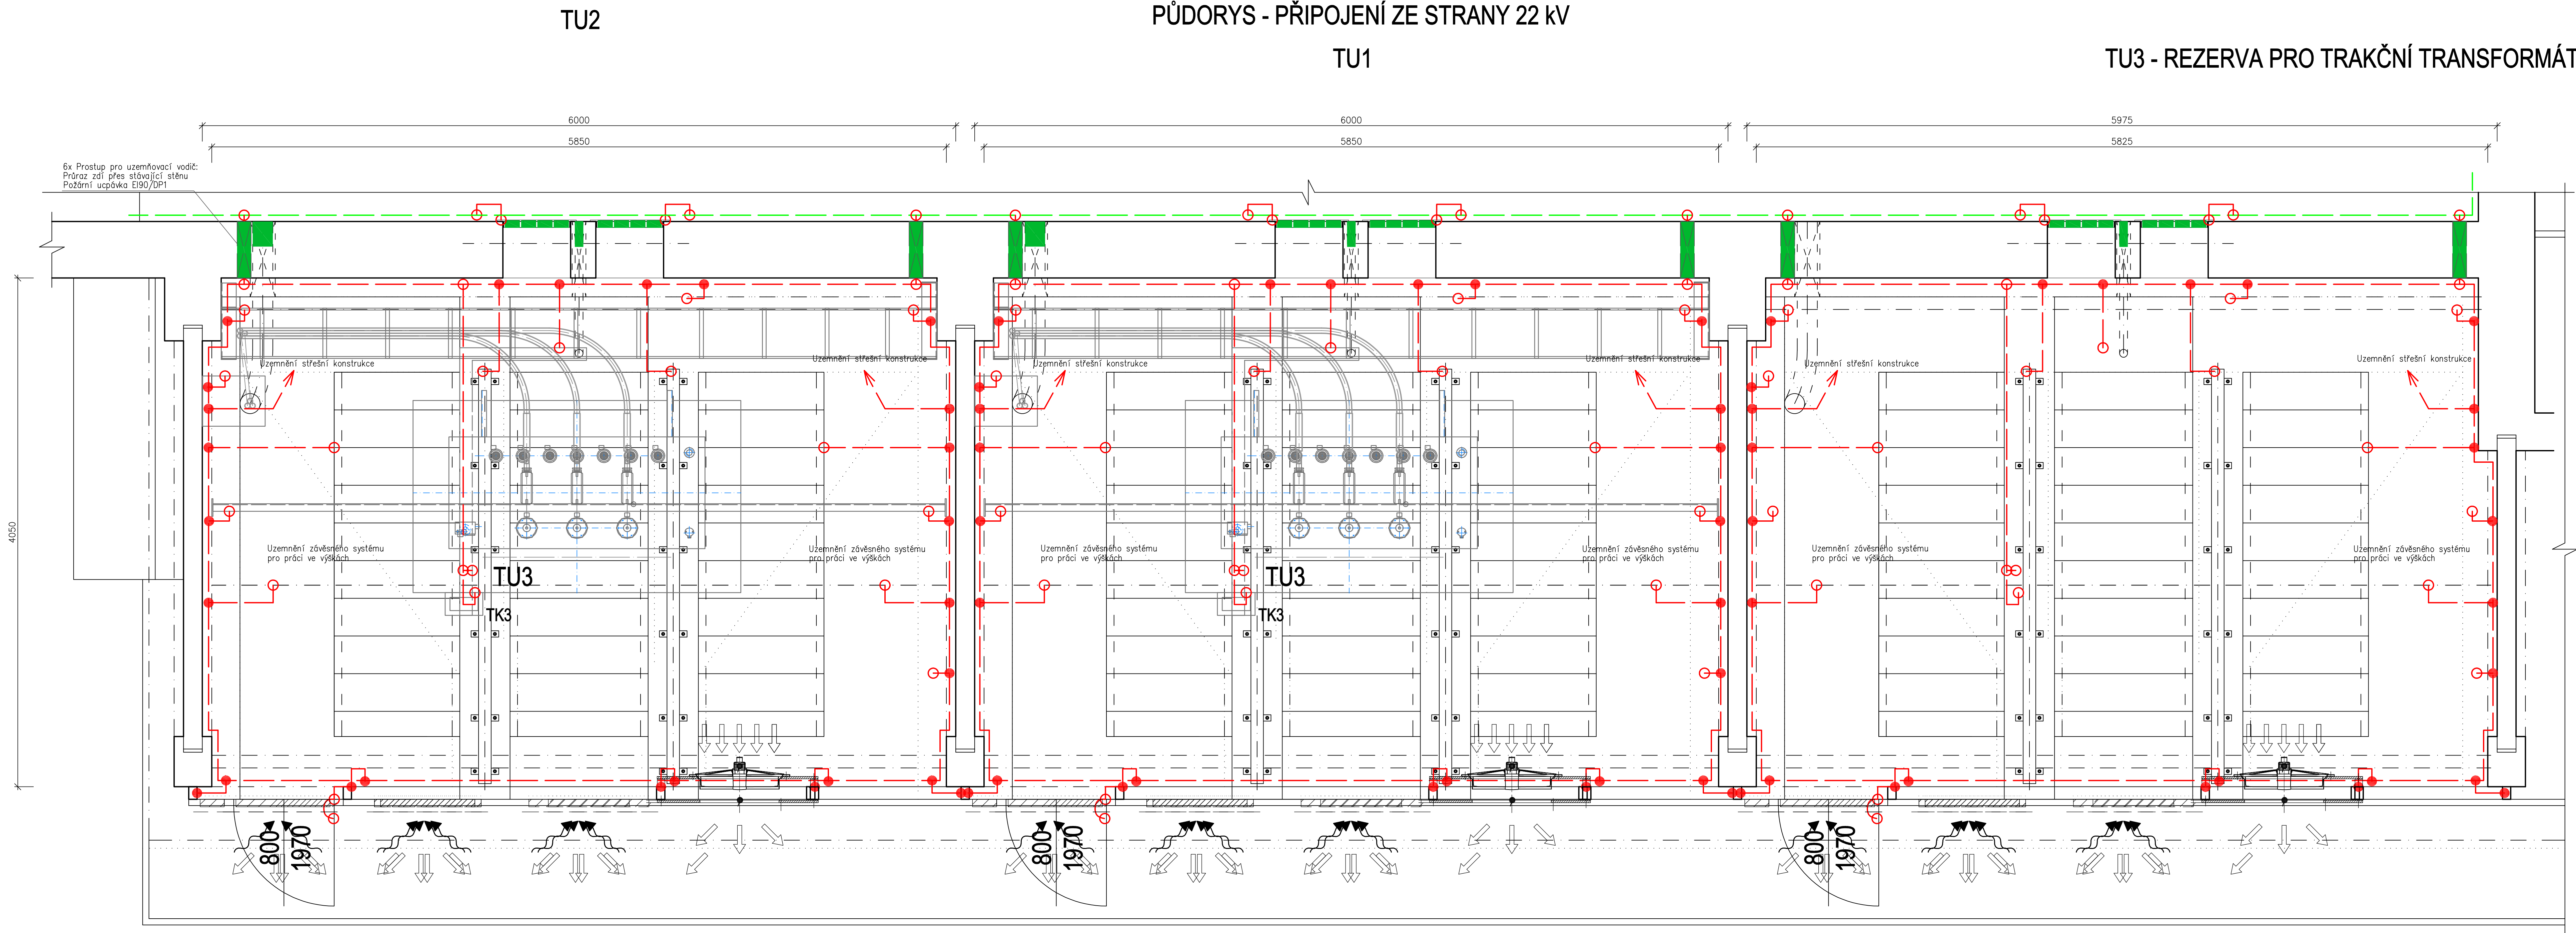 PŮDORYS - PŘIPOJENÍ ZE STRANY 22 kV
TU2
TU1
TU3 - REZERVA PRO TRAKČNÍ TRANSFORMÁT
6000
6000
5975
5850
5850
5825
6x Prostup pro uzemňovací vodič:
Průraz zdí přes stávající stěnu
Požární ucpávka EI90/DP1
4050
Uzemnění střešní konstrukce
Uzemnění střešní konstrukce
Uzemnění střešní konstrukce
Uzemnění střešní konstrukce
Uzemnění střešní konstrukce
Uzemnění střešní konstrukce
Uzemnění závěsného systému
pro práci ve výškách
Uzemnění závěsného systému
pro práci ve výškách
Uzemnění závěsného systému
pro práci ve výškách
Uzemnění závěsného systému
pro práci ve výškách
Uzemnění závěsného systému
pro práci ve výškách
Uzemnění závěsného systému
pro práci ve výškách
TU3
TU3
TK3
TK3
800
1970
800
1970
800
1970